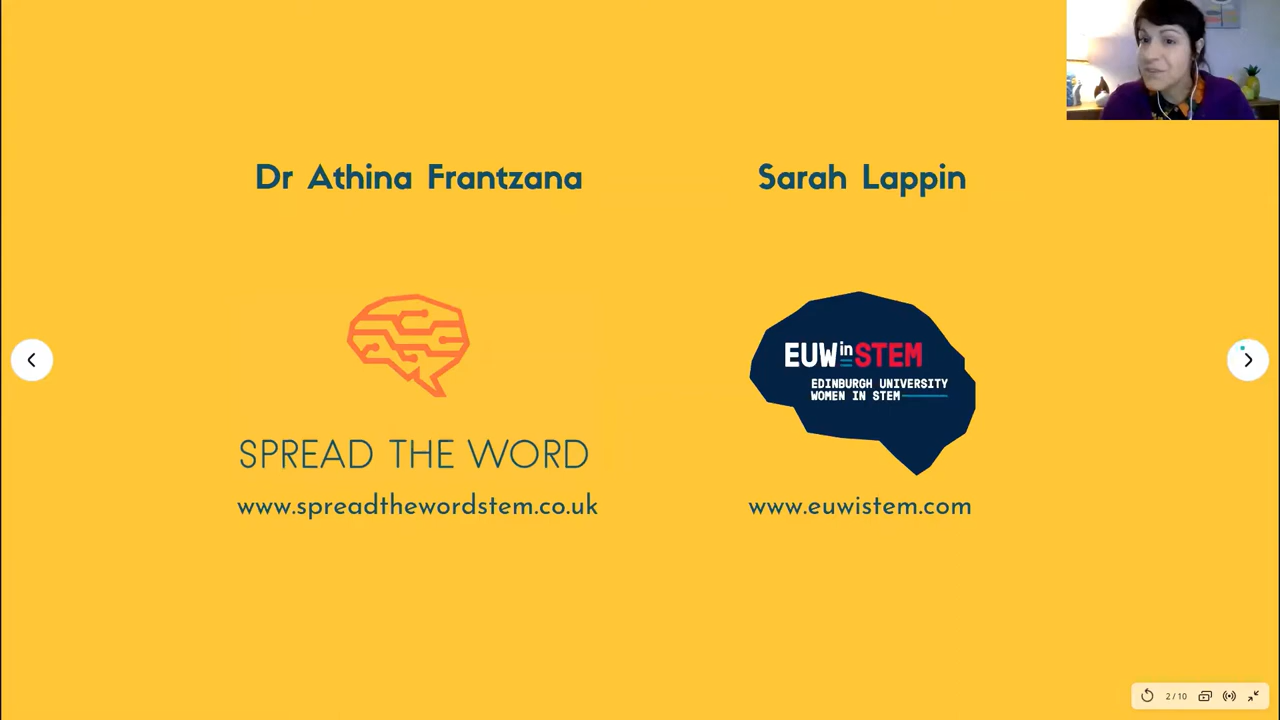 Dr Athina Frantzana
Sarah Lappin
EUW in STEM
EDINBURGH UNIVERSITY
WOMEN IN STEM
SPREAD THE WORD
www.spreadthewordstem.co.uk
www.euwistem.com
2 / 10